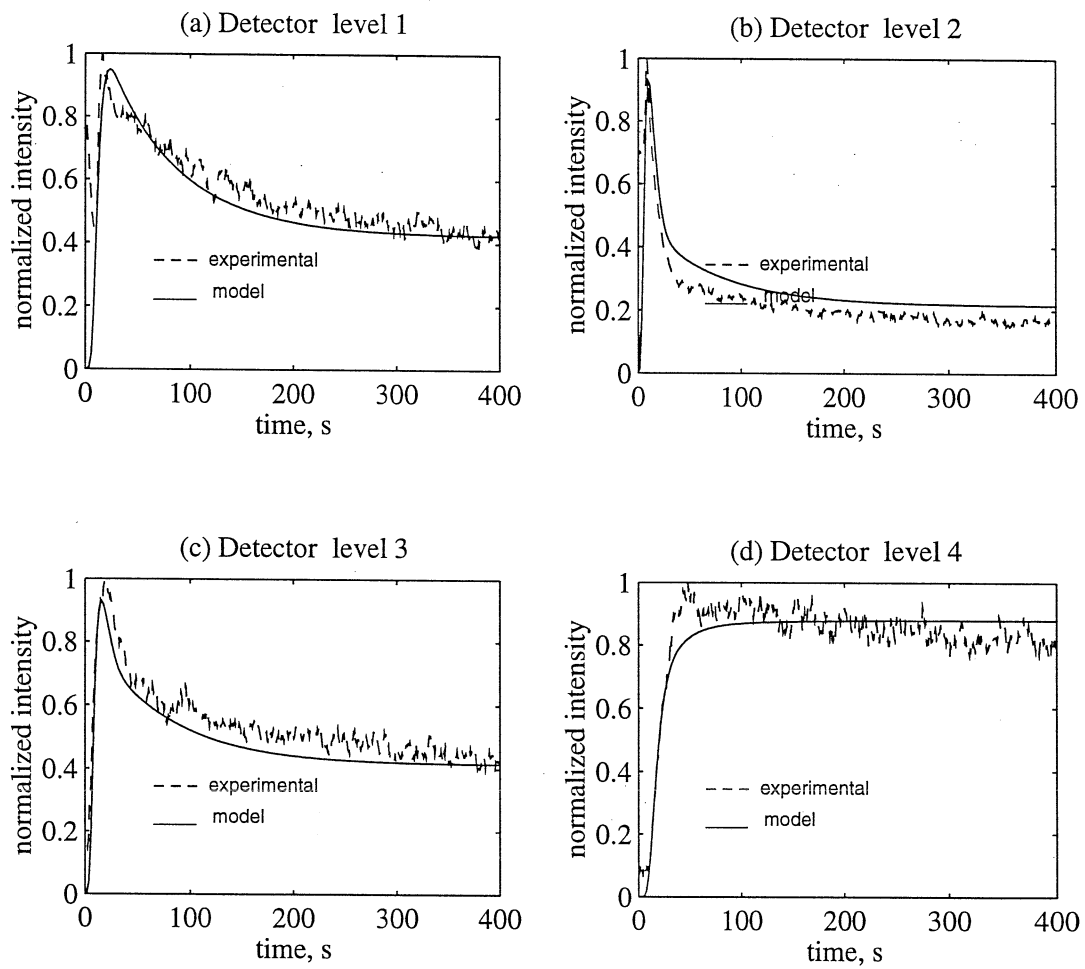 (a) Detector level 1
1
0.8
0.6
0.4
0.2
0
normalized intensity
experimental
model
0 100 200 300 400
time, s
(b) Detector level 2
1
0.8
0.6
0.4
0.2
0
normalized intensity
experimental
model
0 100 200 300 400
time, s
(c) Detector level 3
1
0.8
0.6
0.4
0.2
0
normalized intensity
experimental
model
0 100 200 300 400
time, s
(d) Detector level 4
1
0.8
0.6
0.4
0.2
0
normalized intensity
experimental
model
0 100 200 300 400
time, s